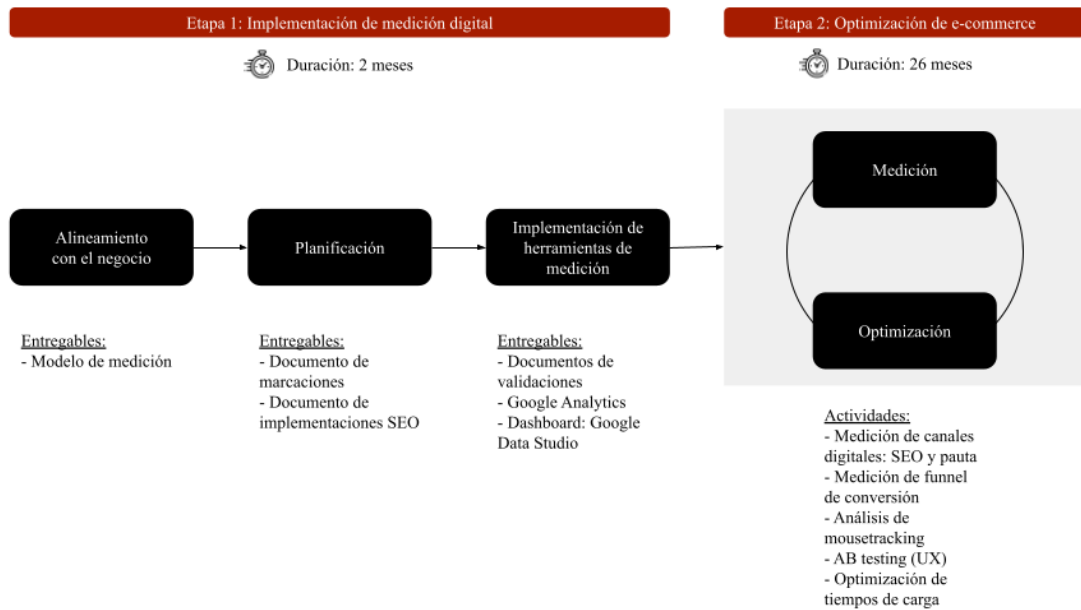 Etapa 1: Implementación de medición digital
Duración: 2 meses
Alineamiento
con el negocio
Planificación
Implementación de
herramientas de
medición
Entregables:
- Modelo de medición
Entregables:
- Documento de
marcaciones
- Documento de
implementaciones SEO
Entregables:
- Documentos de
validaciones
- Google Analytics
- Dashboard: Google
Data Studio
Etapa 2: Optimización de e-commerce
Duración: 26 meses
Medición
Optimización
Actividades:
- Medición de canales
digitales: SEO y pauta
- Medición de funnel
de conversión
- Análisis de
mousetracking
- AB testing (UX)
- Optimización de
tiempos de carga